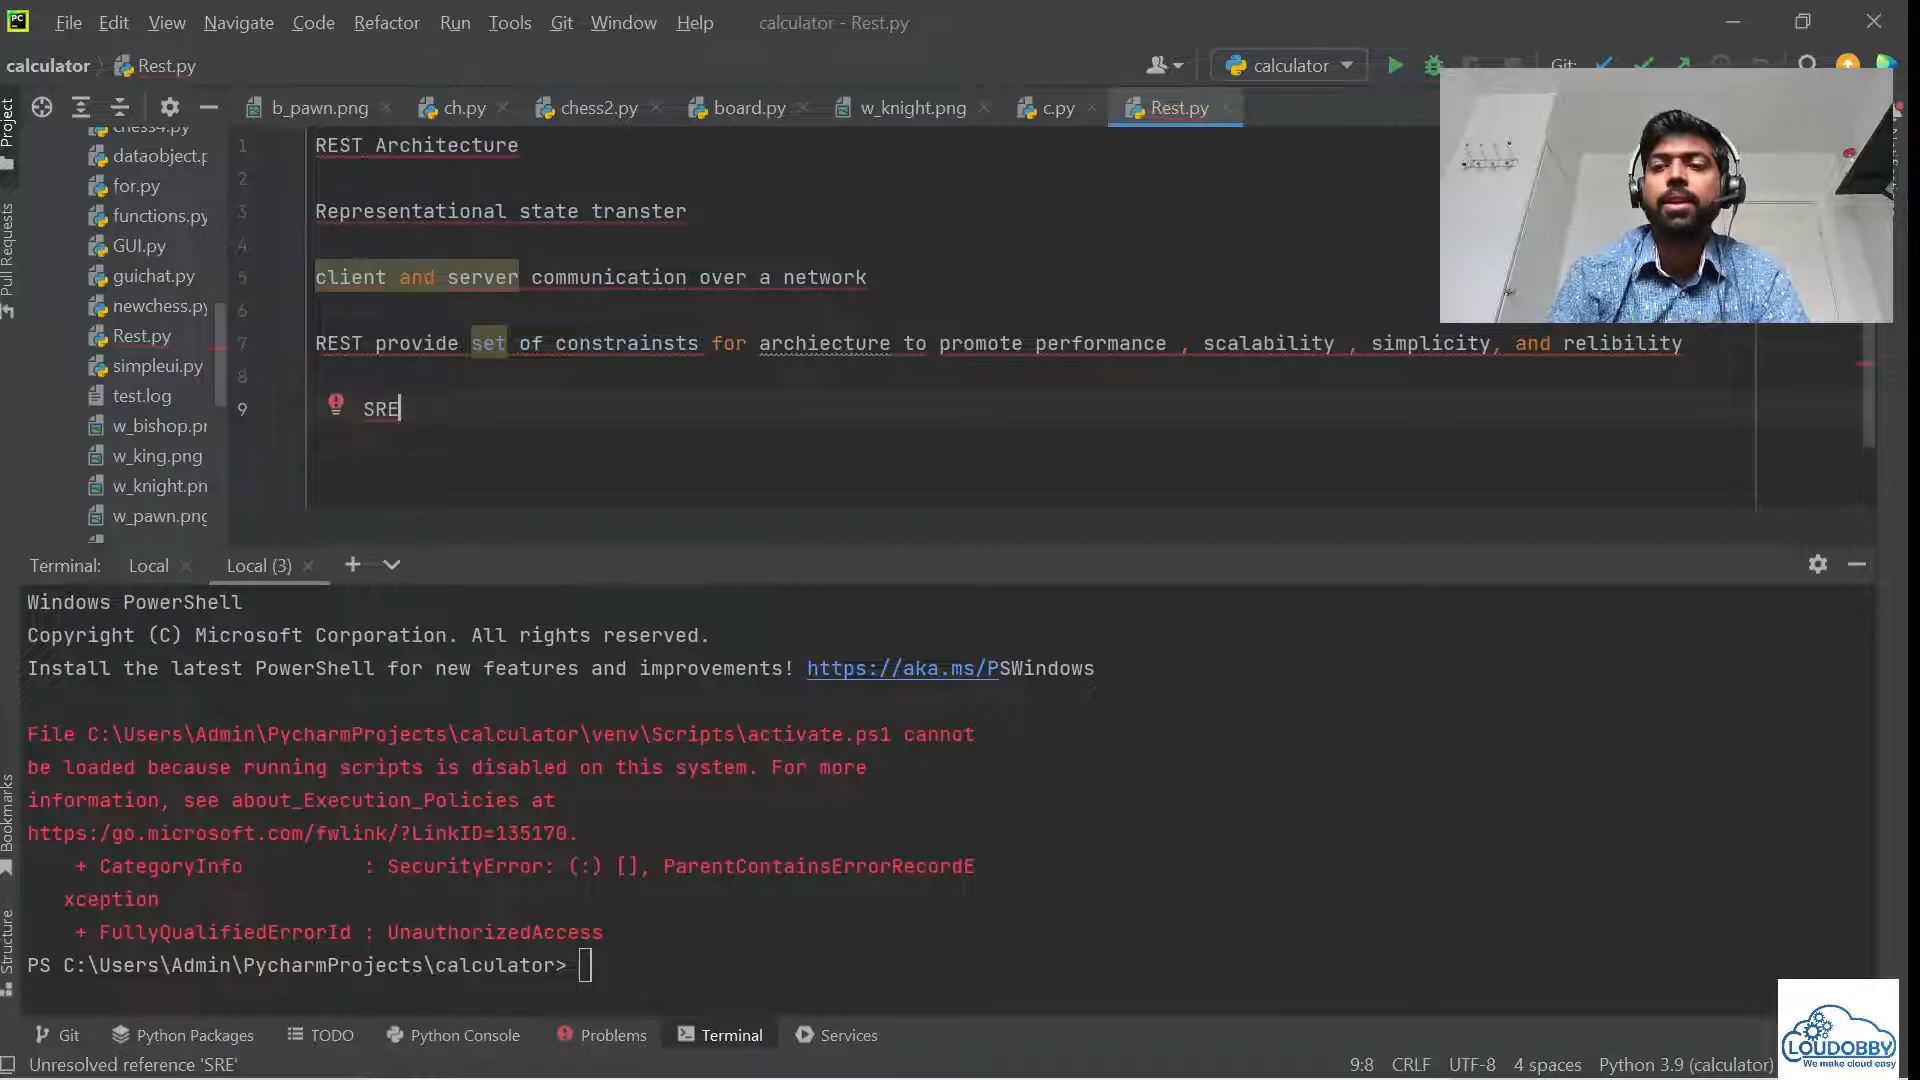 File Edit View Navigate Code Refactor Run Tools Git Window Help calculator - Rest.py
calculator Rest.py calculator Git:
b_pawn.png ch.py chess2.py board.py w_knight.png c.py Rest.py
Project
Pull Requests
Bookmarks
Structure
chess4.py
dataobject.p
for.py
functions.py
GUI.py
guichat.py
newchess.py
Rest.py
simpleui.py
test.log
w_bishop.pr
w_king.png
w_knight.pn
w_pawn.png
1 REST Architecture
2
3 Representational state transter
4
5 client and server communication over a network
6
7 REST provide set of constrainsts for archiecture to promote performance , scalability , simplicity, and relibility
8
9 SRE
Terminal: Local Local (3)
Windows PowerShell
Copyright (C) Microsoft Corporation. All rights reserved.
Install the latest PowerShell for new features and improvements! https://aka.ms/PSWindows
File C:\Users\Admin\PycharmProjects\calculator\venv\Scripts\activate.ps1 cannot
be loaded because running scripts is disabled on this system. For more
information, see about_Execution_Policies at
https:/go.microsoft.com/fwlink/?LinkID=135170.
+ CategoryInfo : SecurityError: (:) [], ParentContainsErrorRecordE
xception
+ FullyQualifiedErrorId : UnauthorizedAccess
PS C:\Users\Admin\PycharmProjects\calculator>
Git Python Packages TODO Python Console Problems Terminal Services
Unresolved reference 'SRE' 9:8 CRLF UTF-8 4 spaces Python 3.9 (calculator)
LOUDOBBY
We make cloud easy